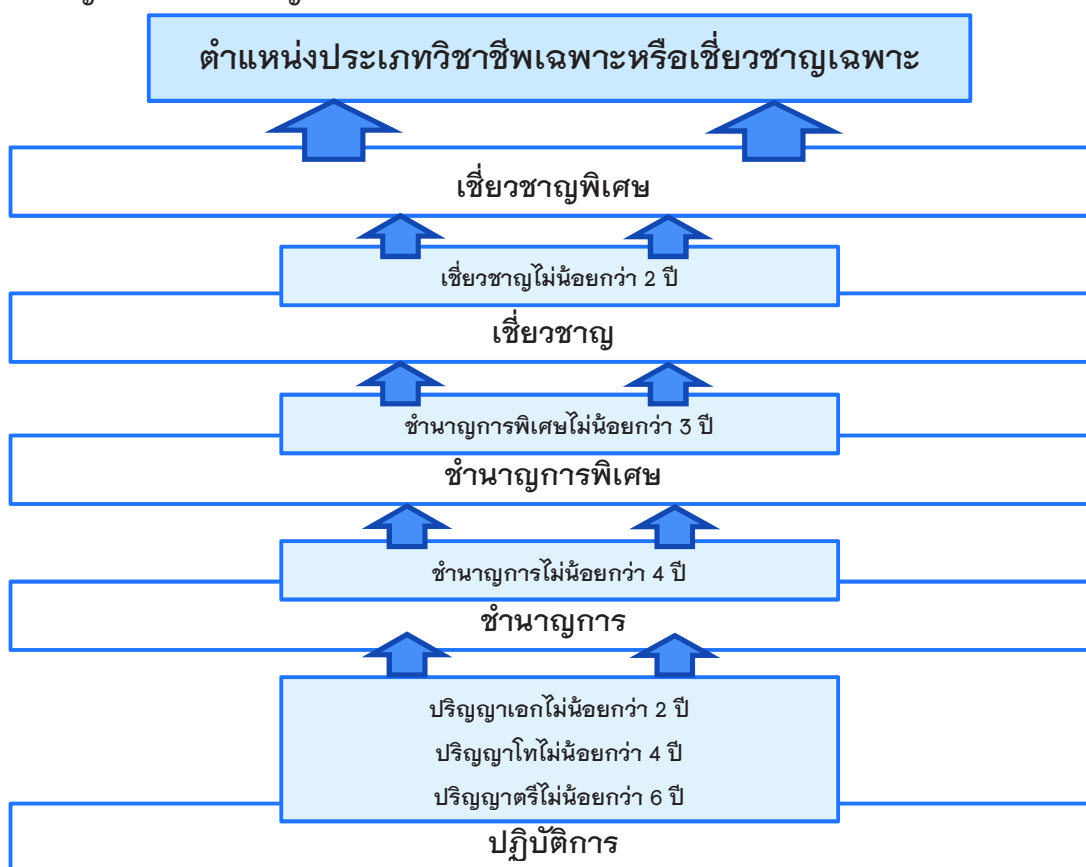 ตำแหน่งประเภทวิชาชีพเฉพาะหรือเชี่ยวชาญเฉพาะ
เชี่ยวชาญพิเศษ
เชี่ยวชาญไม่น้อยกว่า 2 ปี
เชี่ยวชาญ
ชำนาญการพิเศษไม่น้อยกว่า 3 ปี
ชำนาญการพิเศษ
ชำนาญการไม่น้อยกว่า 4 ปี
ชำนาญการ
ปริญญาเอกไม่น้อยกว่า 2 ปี
ปริญญาโทไม่น้อยกว่า 4 ปี
ปริญญาตรีไม่น้อยกว่า 6 ปี
ปฏิบัติการ